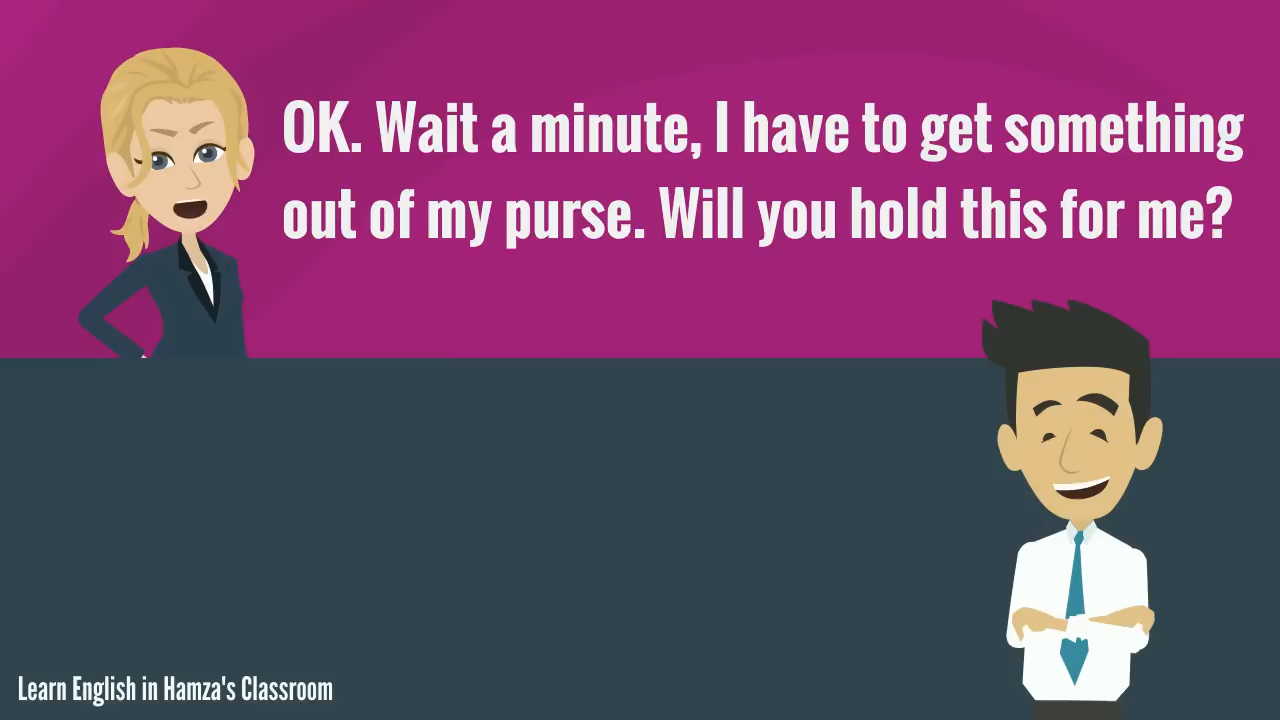 OK. Wait a minute, I have to get something
out of my purse. Will you hold this for me?
Learn English in Hamza's Classroom